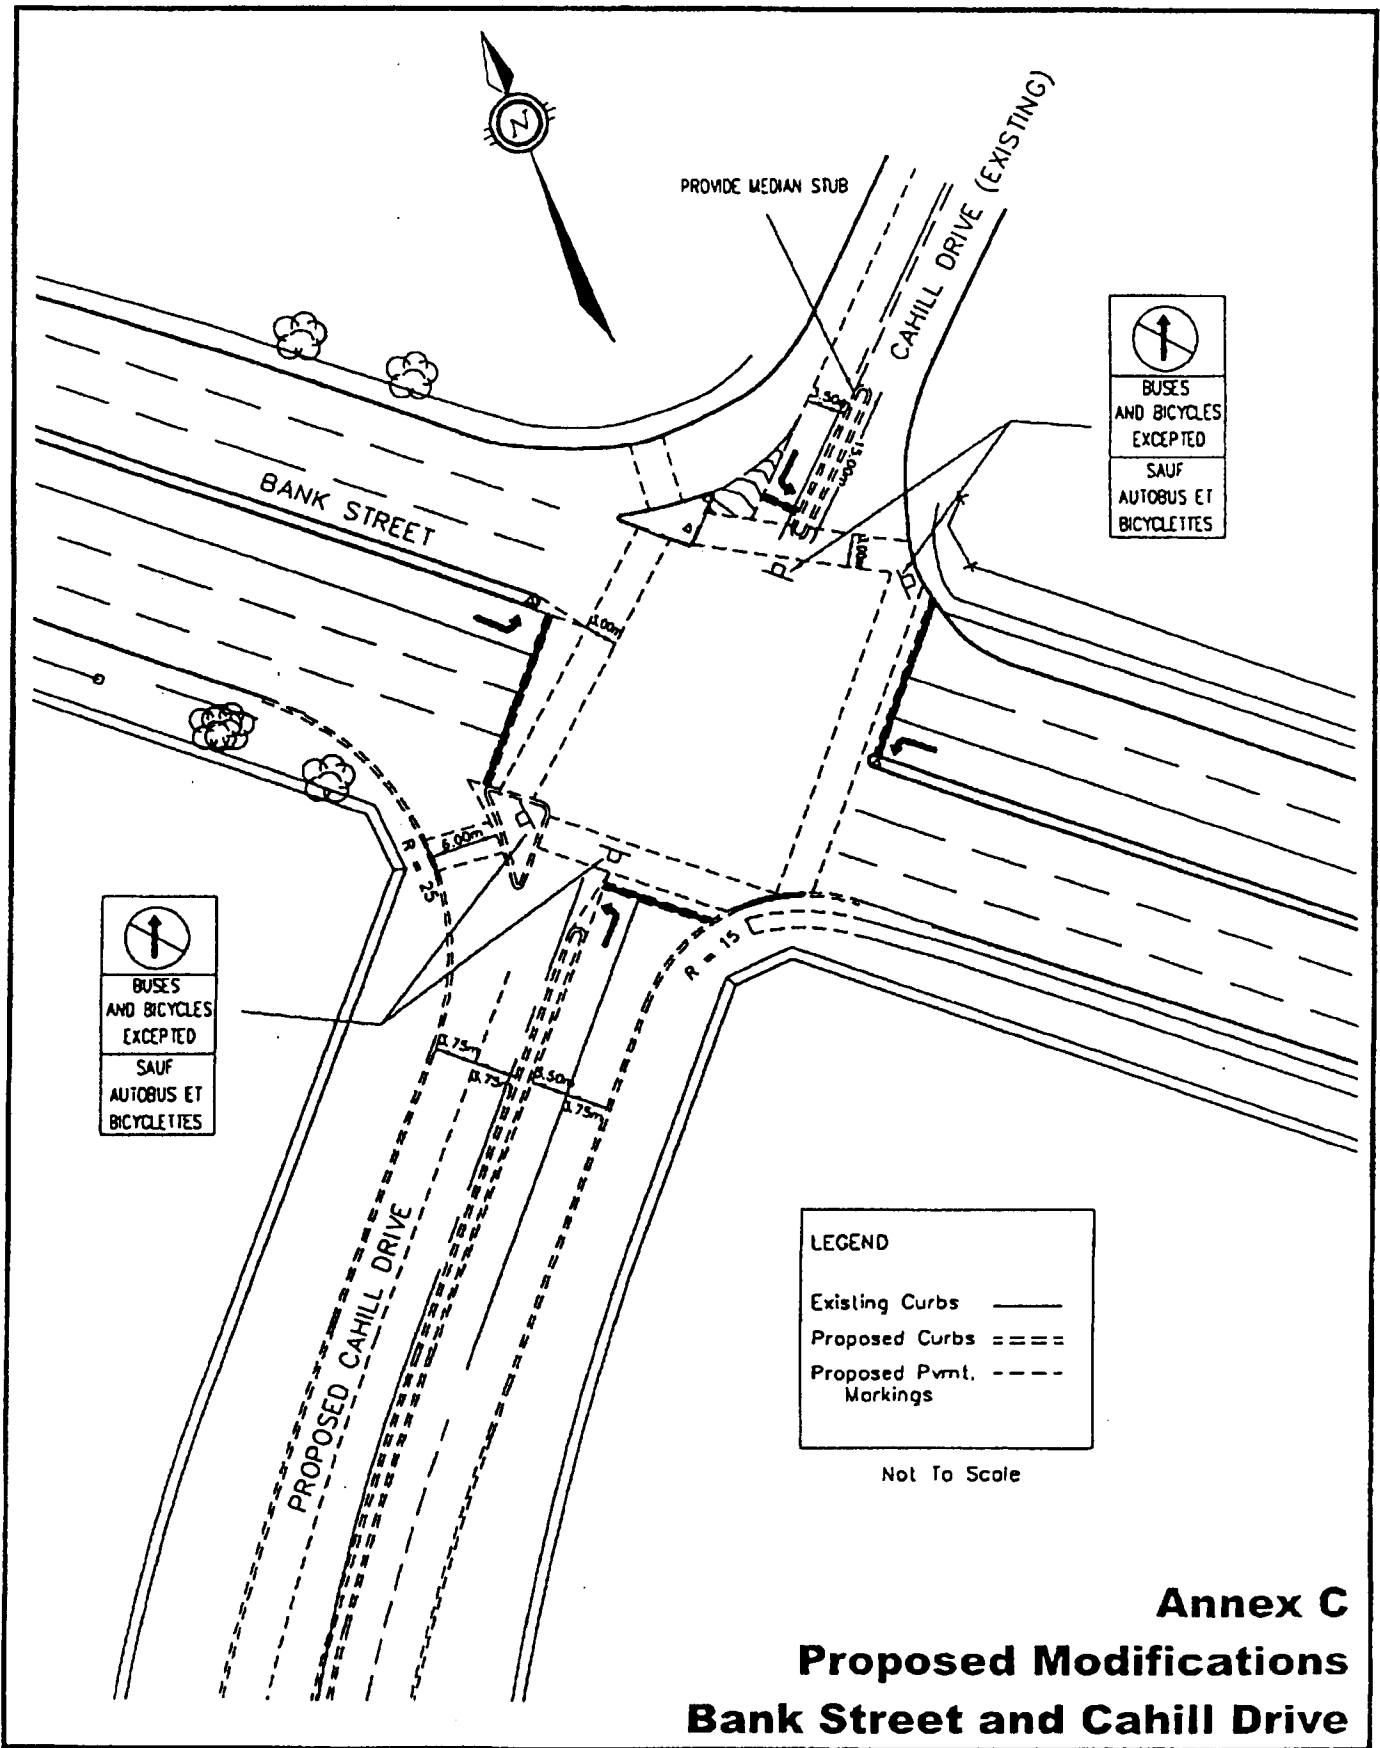 N
PROVIDE MEDIAN STUB
CAHILL DRIVE (EXISTING)
BUSES
AND BICYCLES
EXCEPTED
SAUF
AUTOBUS ET
BICYCLETTES
BANK STREET
15.00m
3.00m
3.00m
6.00m
R = 25
R = 15
BUSES
AND BICYCLES
EXCEPTED
SAUF
AUTOBUS ET
BICYCLETTES
3.75m
3.75m
3.50m
3.75m
PROPOSED CAHILL DRIVE
LEGEND
Existing Curbs
Proposed Curbs
Proposed Pvmt.
Markings
Not To Scale
Annex C
Proposed Modifications
Bank Street and Cahill Drive